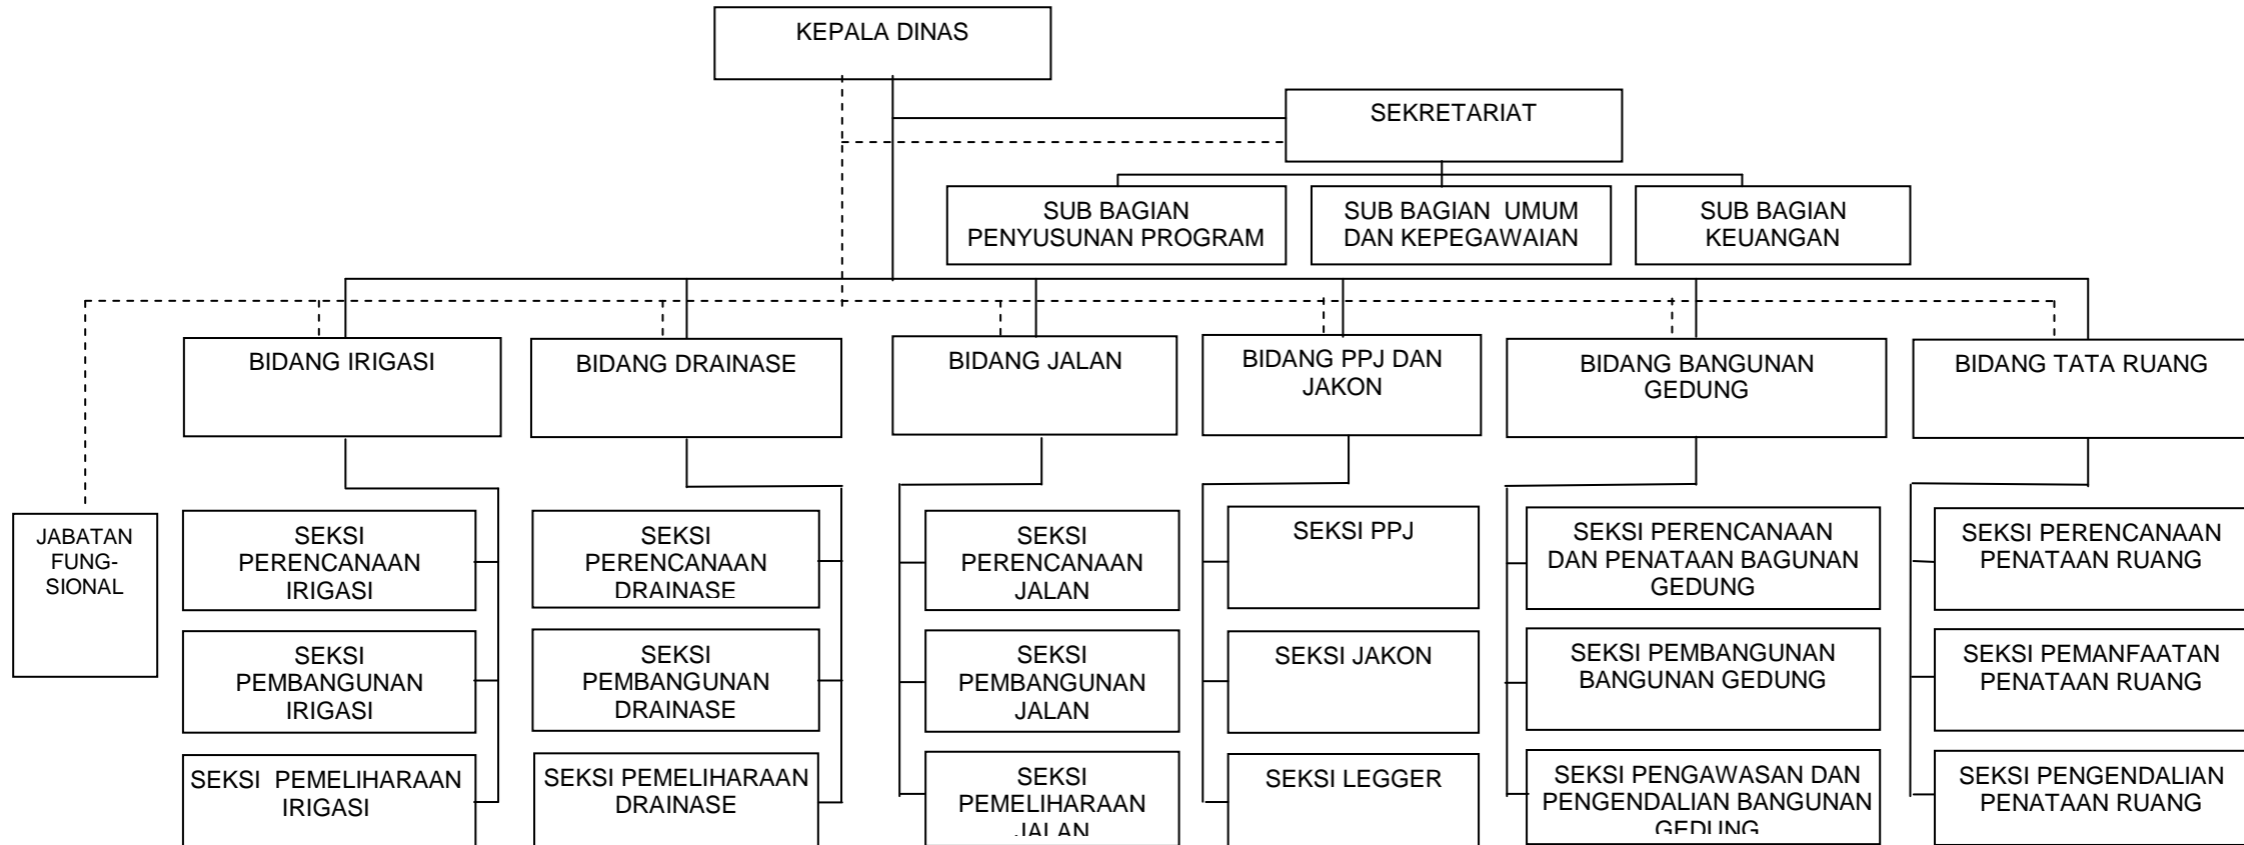 KEPALA DINAS
SEKRETARIAT
SUB BAGIAN
PENYUSUNAN PROGRAM
SUB BAGIAN UMUM
DAN KEPEGAWAIAN
SUB BAGIAN
KEUANGAN
BIDANG IRIGASI
BIDANG DRAINASE
BIDANG JALAN
BIDANG PPJ DAN
JAKON
BIDANG BANGUNAN
GEDUNG
BIDANG TATA RUANG
JABATAN
FUNG-
SIONAL
SEKSI
PERENCANAAN
IRIGASI
SEKSI
PERENCANAAN
DRAINASE
SEKSI
PERENCANAAN
JALAN
SEKSI PPJ
SEKSI PERENCANAAN
DAN PENATAAN BAGUNAN
GEDUNG
SEKSI PERENCANAAN
PENATAAN RUANG
SEKSI
PEMBANGUNAN
IRIGASI
SEKSI
PEMBANGUNAN
DRAINASE
SEKSI
PEMBANGUNAN
JALAN
SEKSI JAKON
SEKSI PEMBANGUNAN
BANGUNAN GEDUNG
SEKSI PEMANFAATAN
PENATAAN RUANG
SEKSI PEMELIHARAAN
IRIGASI
SEKSI PEMELIHARAAN
DRAINASE
SEKSI
PEMELIHARAAN
JALAN
SEKSI LEGGER
SEKSI PENGAWASAN DAN
PENGENDALIAN BANGUNAN
GEDUNG
SEKSI PENGENDALIAN
PENATAAN RUANG